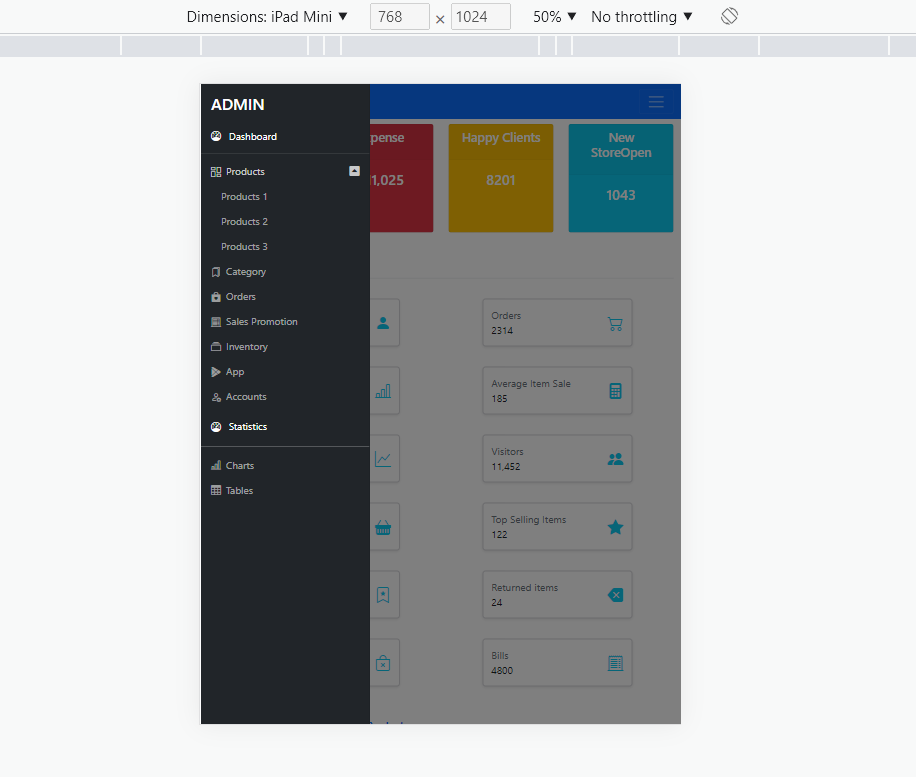 Dimensions: iPad Mini ▼ 768 × 1024 50% ▼ No throttling ▼
ADMIN
Dashboard
Products
Products 1
Products 2
Products 3
Category
Orders
Sales Promotion
Inventory
App
Accounts
Statistics
Charts
Tables
pense
1,025
Happy Clients
8201
New
StoreOpen
1043
Orders
2314
Average Item Sale
185
Visitors
11,452
Top Selling Items
122
Returned items
24
Bills
4800